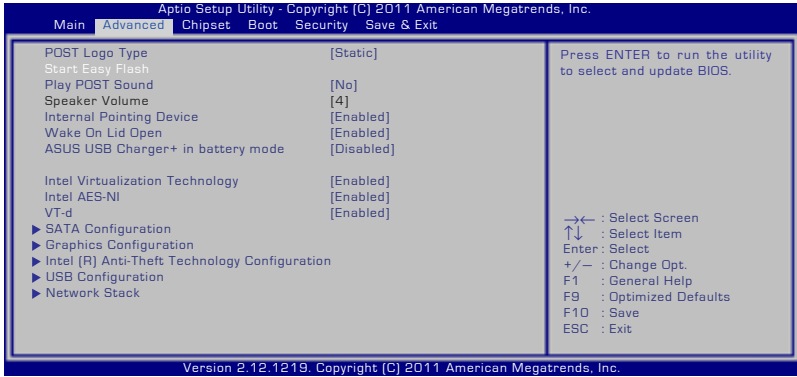 Aptio Setup Utility - Copyright (C) 2011 American Megatrends, Inc.
Main Advanced Chipset Boot Security Save & Exit
POST Logo Type [Static]
Start Easy Flash
Play POST Sound [No]
Speaker Volume [4]
Internal Pointing Device [Enabled]
Wake On Lid Open [Enabled]
ASUS USB Charger+ in battery mode [Disabled]
Intel Virtualization Technology [Enabled]
Intel AES-NI [Enabled]
VT-d [Enabled]
▶ SATA Configuration
▶ Graphics Configuration
▶ Intel (R) Anti-Theft Technology Configuration
▶ USB Configuration
▶ Network Stack
Press ENTER to run the utility
to select and update BIOS.
→← : Select Screen
↑↓ : Select Item
Enter : Select
+/— : Change Opt.
F1 : General Help
F9 : Optimized Defaults
F10 : Save
ESC : Exit
Version 2.12.1219. Copyright (C) 2011 American Megatrends, Inc.